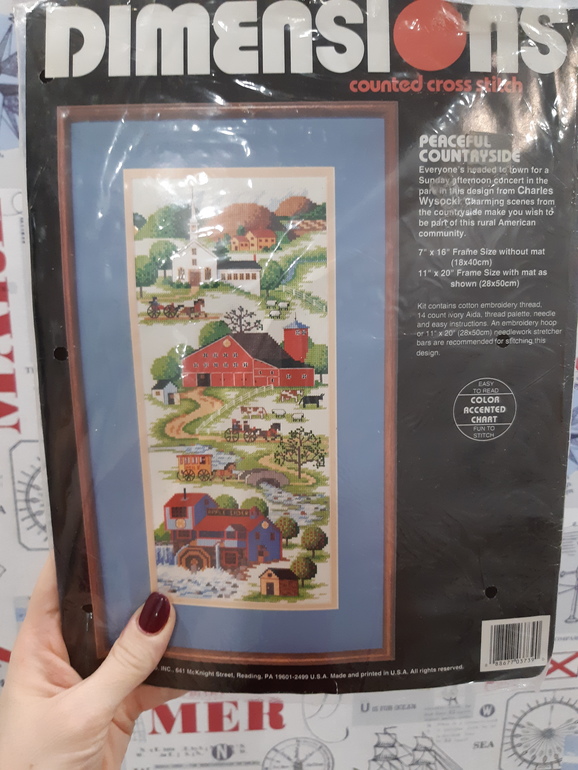 DIMENSIONS
counted cross stitch
PEACEFUL
COUNTRYSIDE
Everyone's headed to town for a
Sunday afternoon concert in the
park in this design from Charles
Wysocki. Charming scenes from
the countryside make you wish to
be part of this rural American
community.
7" x 16" Frame Size without mat
(18x40cm)
11" x 20" Frame Size with mat as
shown (28x50cm)
Kit contains cotton embroidery thread,
14 count ivory Aida, thread palette, needle
and easy instructions. An embroidery hoop
or 11" x 20" (28x50cm) needlework stretcher
bars are recommended for stitching this
design.
EASY
TO READ
COLOR
ACCENTED
CHART
FUN TO
STITCH
INC. 641 McKnight Street, Reading, PA 19601-2499 U.S.A. Made and printed in U.S.A. All rights reserved.
MER
N
U IS FOR OCEAN
W
SEA